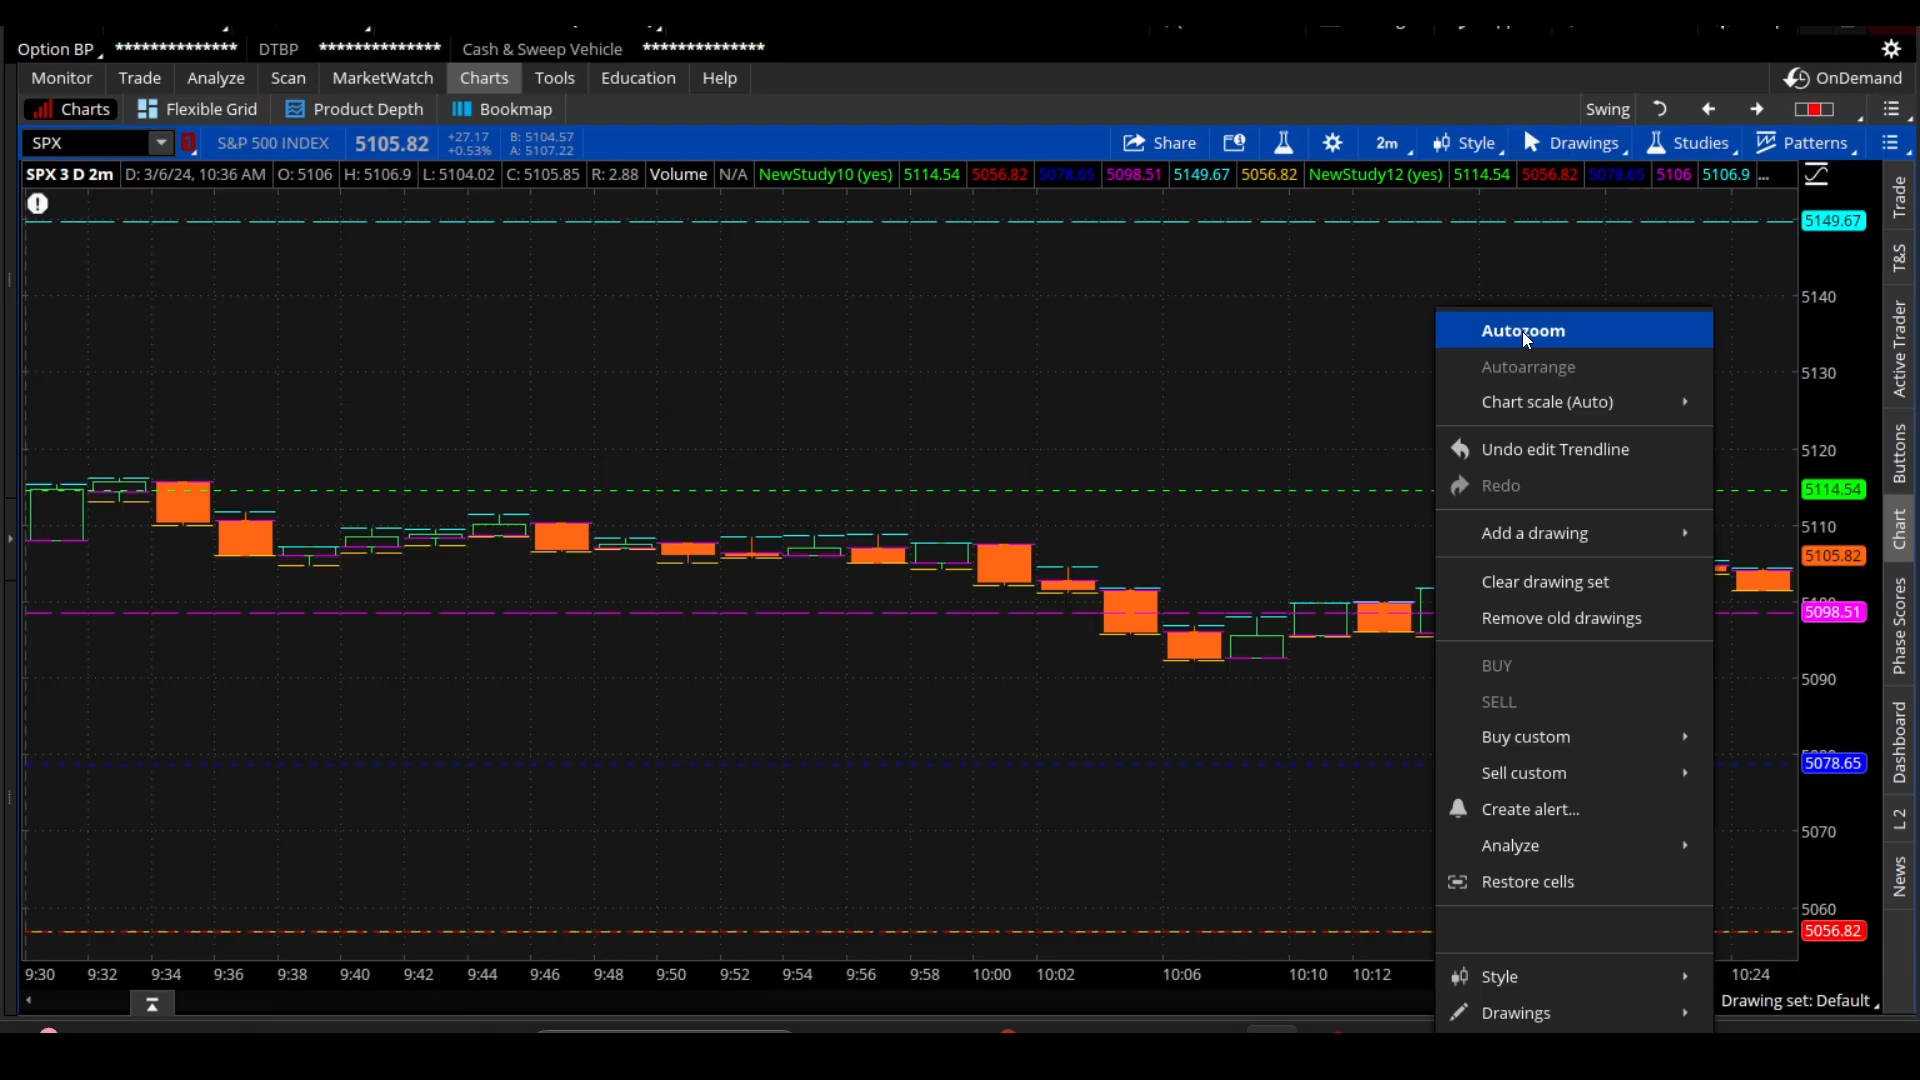 Option BP ************** DTBP ************** Cash & Sweep Vehicle **************
Monitor Trade Analyze Scan MarketWatch Charts Tools Education Help OnDemand
Charts Flexible Grid Product Depth Bookmap Swing
SPX S&P 500 INDEX 5105.82 +27.17 B: 5104.57 Share 2m Style Drawings Studies Patterns
+0.53% A: 5107.22
SPX 3 D 2m D: 3/6/24, 10:36 AM O: 5106 H: 5106.9 L: 5104.02 C: 5105.85 R: 2.88 Volume N/A NewStudy10 (yes) 5114.54 5056.82 5078.65 5098.51 5149.67 5056.82 NewStudy12 (yes) 5114.54 5056.82 5078.65 5106 5106.9 ...
5149.67
5140
5130
5120
5114.54
5110
5105.82
5098.51
5090
5078.65
5070
5060
5056.82
Autozoom
Autoarrange
Chart scale (Auto)
Undo edit Trendline
Redo
Add a drawing
Clear drawing set
Remove old drawings
BUY
SELL
Buy custom
Sell custom
Create alert...
Analyze
Restore cells
Style
Drawings
Trade
T&S
Active Trader
Buttons
Chart
Phase Scores
Dashboard
L 2
News
9:30 9:32 9:34 9:36 9:38 9:40 9:42 9:44 9:46 9:48 9:50 9:52 9:54 9:56 9:58 10:00 10:02 10:06 10:10 10:12 10:24
Drawing set: Default